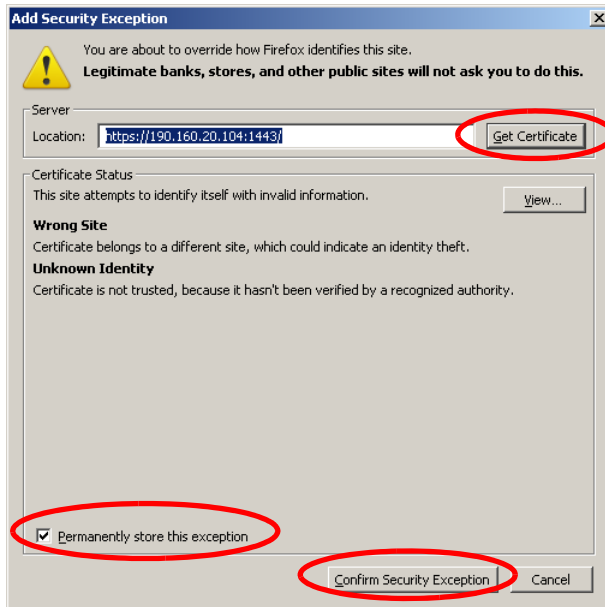 Add Security Exception
You are about to override how Firefox identifies this site.
Legitimate banks, stores, and other public sites will not ask you to do this.
Server
Location: https://190.160.20.104:1443/ Get Certificate
Certificate Status
This site attempts to identify itself with invalid information. View...
Wrong Site
Certificate belongs to a different site, which could indicate an identity theft.
Unknown Identity
Certificate is not trusted, because it hasn't been verified by a recognized authority.
Permanently store this exception
Confirm Security Exception Cancel